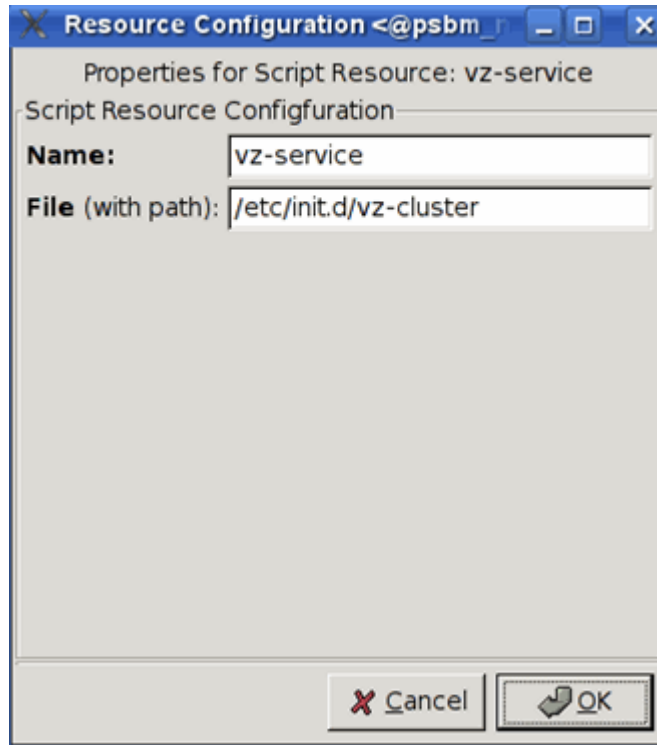 Resource Configuration <@psbm_
Properties for Script Resource: vz-service
Script Resource Configfuration
Name: vz-service
File (with path): /etc/init.d/vz-cluster
Cancel OK